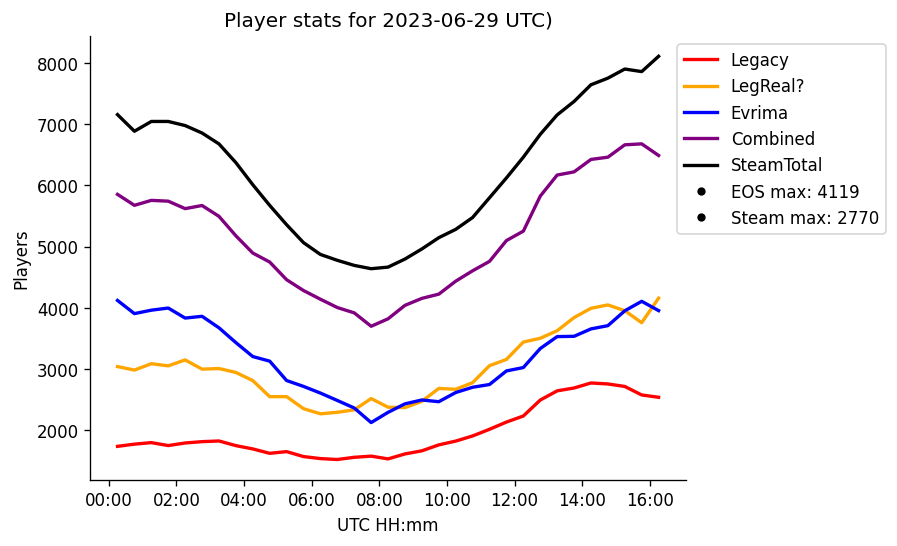 Player stats for 2023-06-29 UTC)
Players
8000
7000
6000
5000
4000
3000
2000
00:00 02:00 04:00 06:00 08:00 10:00 12:00 14:00 16:00
UTC HH:mm
Legacy
LegReal?
Evrima
Combined
SteamTotal
EOS max: 4119
Steam max: 2770